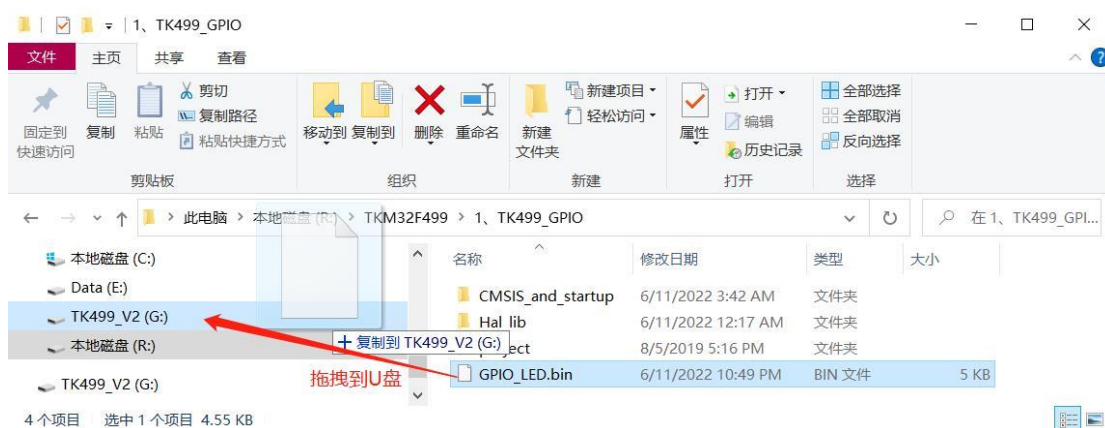 1、TK499_GPIO
文件 主页 共享 查看
固定到快速访问 复制 粘贴 剪切 复制路径 粘贴快捷方式 移动到 复制到 删除 重命名 新建文件夹 新建项目 轻松访问 属性 打开 编辑 历史记录 全部选择 全部取消 反向选择
剪贴板 组织 新建 打开 选择
此电脑 > 本地磁盘 (R:) > TKM32F499 > 1、TK499_GPIO 在 1、TK499_GPI...
本地磁盘 (C:) 名称 修改日期 类型 大小
Data (E:) CMSIS_and_startup 6/11/2022 3:42 AM 文件夹
TK499_V2 (G:) Hal lib 6/11/2022 12:17 AM 文件夹
本地磁盘 (R:) 复制到 TK499_V2 (G:) 8/5/2019 5:16 PM 文件夹
拖拽到U盘 GPIO_LED.bin 6/11/2022 10:49 PM BIN 文件 5 KB
TK499_V2 (G:)
4 个项目 选中 1 个项目 4.55 KB